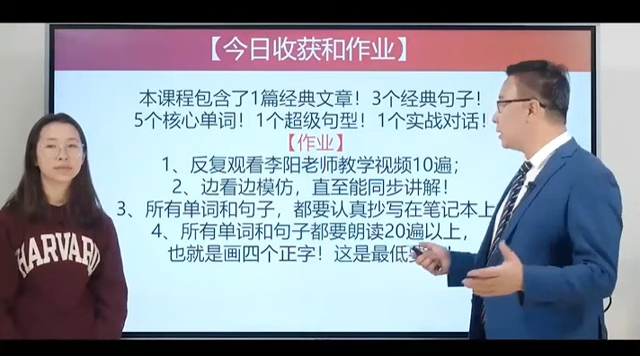 【今日收获和作业】
本课程包含了1篇经典文章！3个经典句子！
5个核心单词！1个超级句型！1个实战对话！
【作业】
1、反复观看李阳老师教学视频10遍；
2、边看边模仿，直至能同步讲解！
3、所有单词和句子，都要认真抄写在笔记本上
4、所有单词和句子都要朗读20遍以上，
也就是画四个正字！这是最低
HARVARD